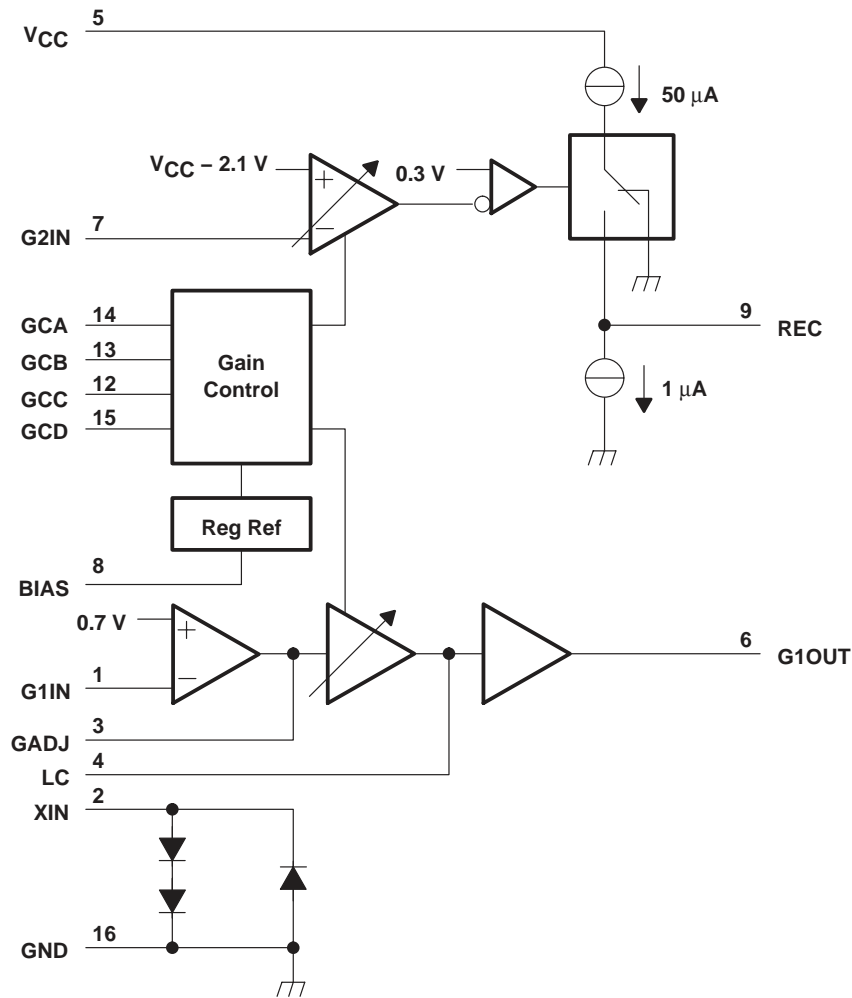 5
VCC
50 μA
VCC – 2.1 V
0.3 V
+
–
7
G2IN
14
GCA
13
GCB
12
GCC
15
GCD
Gain
Control
9
REC
1 μA
Reg Ref
8
BIAS
0.7 V
+
–
1
G1IN
6
G1OUT
3
GADJ
4
LC
2
XIN
16
GND